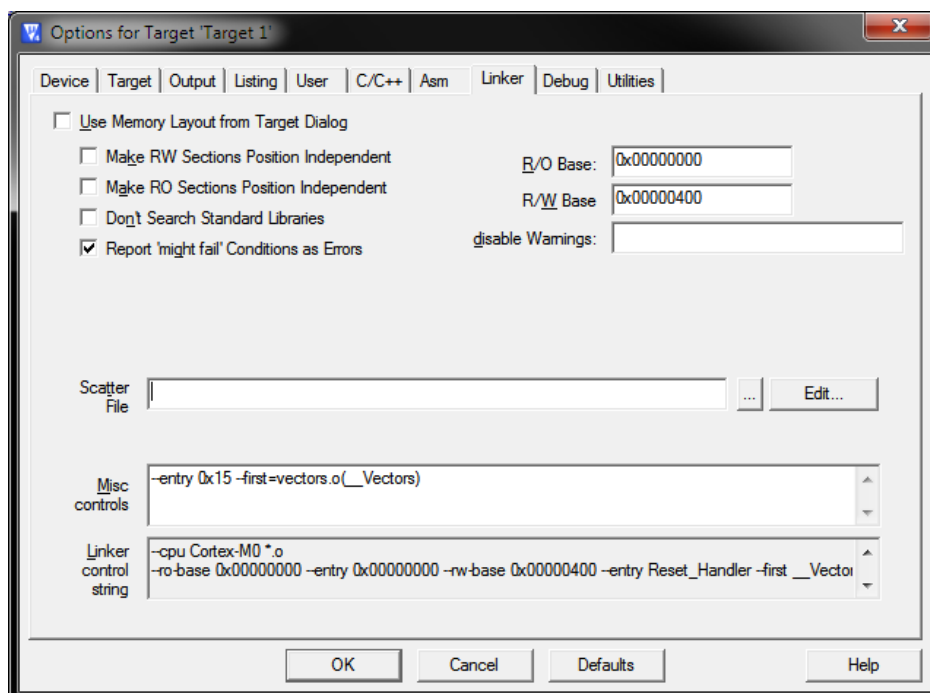 Options for Target 'Target 1'
Device Target Output Listing User C/C++ Asm Linker Debug Utilities
Use Memory Layout from Target Dialog
Make RW Sections Position Independent
Make RO Sections Position Independent
Don't Search Standard Libraries
Report 'might fail' Conditions as Errors
R/O Base: 0x00000000
R/W Base 0x00000400
disable Warnings:
Scatter
File
...
Edit...
Misc
controls
--entry 0x15 --first=vectors.o(__Vectors)
Linker
control
string
--cpu Cortex-M0 *.o
--ro-base 0x00000000 --entry 0x00000000 --rw-base 0x00000400 --entry Reset_Handler --first __Vector
OK Cancel Defaults Help